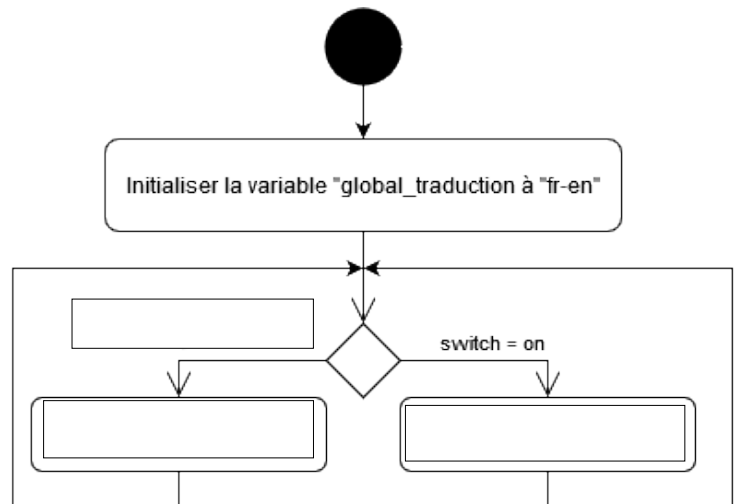 Initialiser la variable "global_traduction à "fr-en"
switch = on